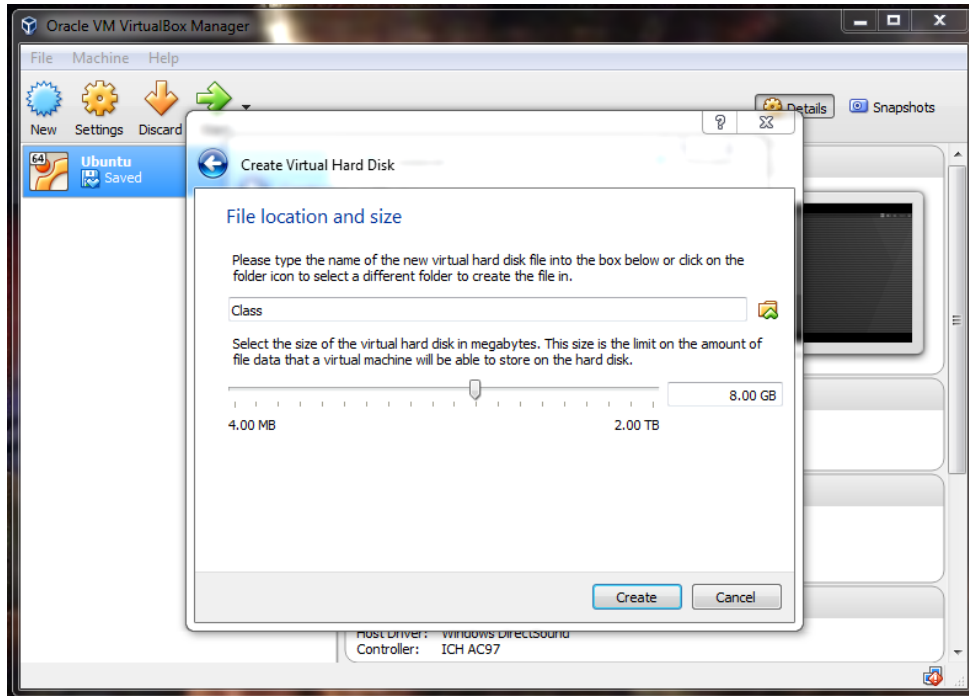 Oracle VM VirtualBox Manager
File Machine Help
New Settings Discard
Details Snapshots
64 Ubuntu
Saved
Create Virtual Hard Disk
File location and size
Please type the name of the new virtual hard disk file into the box below or click on the
folder icon to select a different folder to create the file in.
Class
Select the size of the virtual hard disk in megabytes. This size is the limit on the amount of
file data that a virtual machine will be able to store on the hard disk.
8.00 GB
4.00 MB 2.00 TB
Create Cancel
Host Driver: Windows DirectSound
Controller: ICH AC97